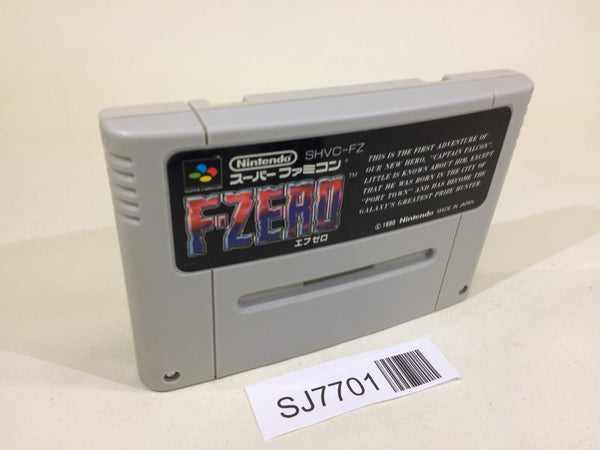 Nintendo
SHVC-FZ
スーパーファミコン®
F-ZERO™
エフゼロ
THIS IS THE FIRST ADVENTURE OF
OUR NEW HERO, "CAPTAIN FALCON".
LITTLE IS KNOWN ABOUT HIM, EXCEPT
THAT HE WAS BORN IN THE CITY OF
"PORT TOWN" AND HAS BECOME THE
GALAXY'S GREATEST PRIZE HUNTER.
© 1990 Nintendo MADE IN JAPAN
SJ7701